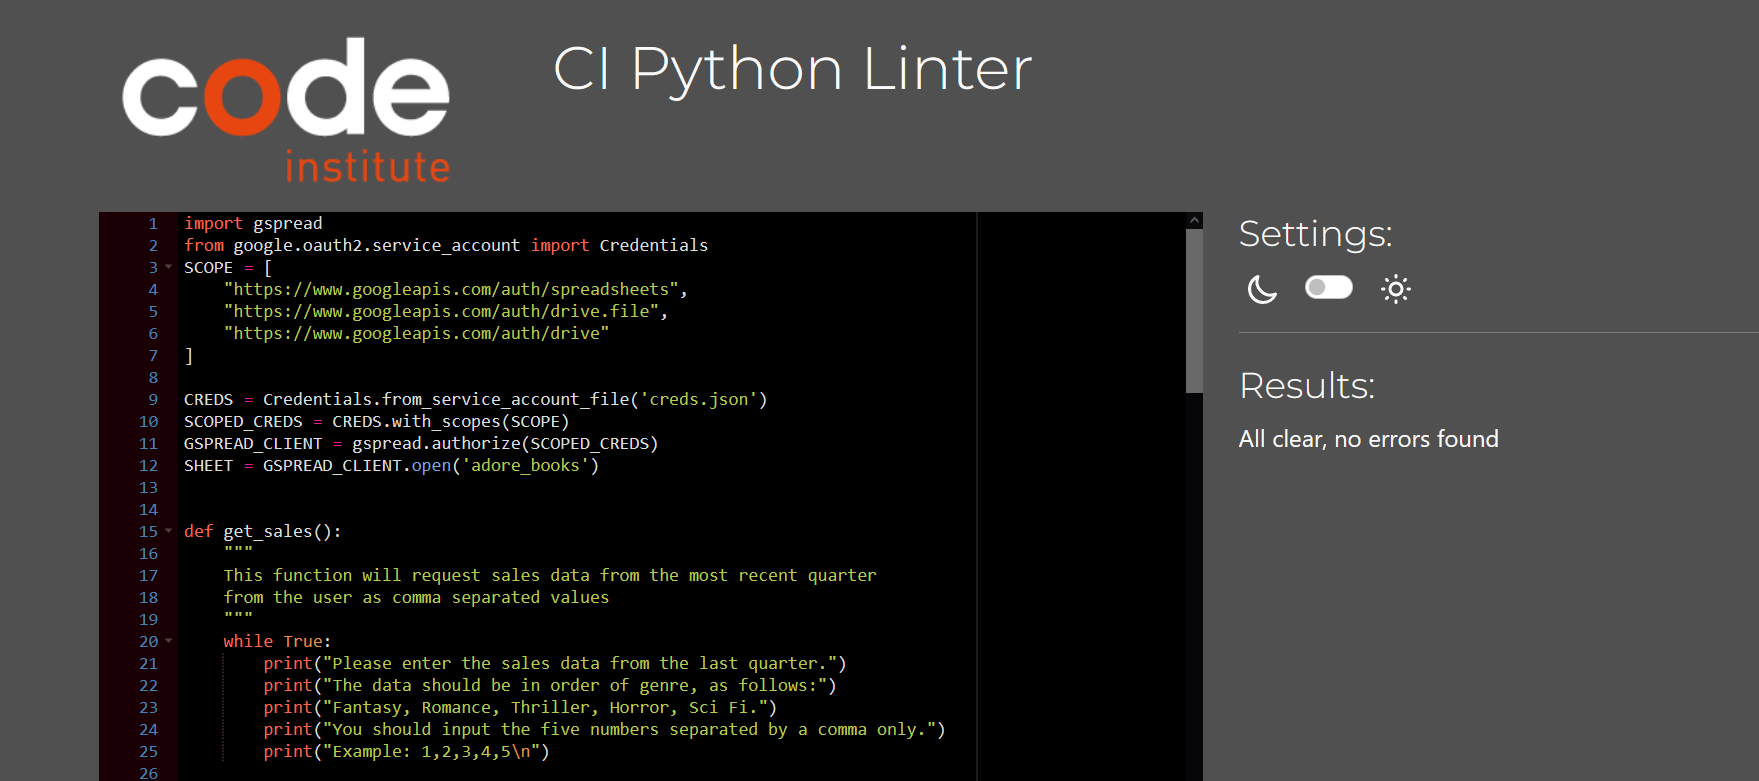 code
institute
CI Python Linter
1 import gspread
2 from google.oauth2.service_account import Credentials
3 SCOPE = [
4     "https://www.googleapis.com/auth/spreadsheets",
5     "https://www.googleapis.com/auth/drive.file",
6     "https://www.googleapis.com/auth/drive"
7 ]
8
9 CREDS = Credentials.from_service_account_file('creds.json')
10 SCOPED_CREDS = CREDS.with_scopes(SCOPE)
11 GSPREAD_CLIENT = gspread.authorize(SCOPED_CREDS)
12 SHEET = GSPREAD_CLIENT.open('adore_books')
13
14
15 def get_sales():
16     """
17     This function will request sales data from the most recent quarter
18     from the user as comma separated values
19     """
20     while True:
21         print("Please enter the sales data from the last quarter.")
22         print("The data should be in order of genre, as follows:")
23         print("Fantasy, Romance, Thriller, Horror, Sci Fi.")
24         print("You should input the five numbers separated by a comma only.")
25         print("Example: 1,2,3,4,5\n")
26
Settings:
Results:
All clear, no errors found